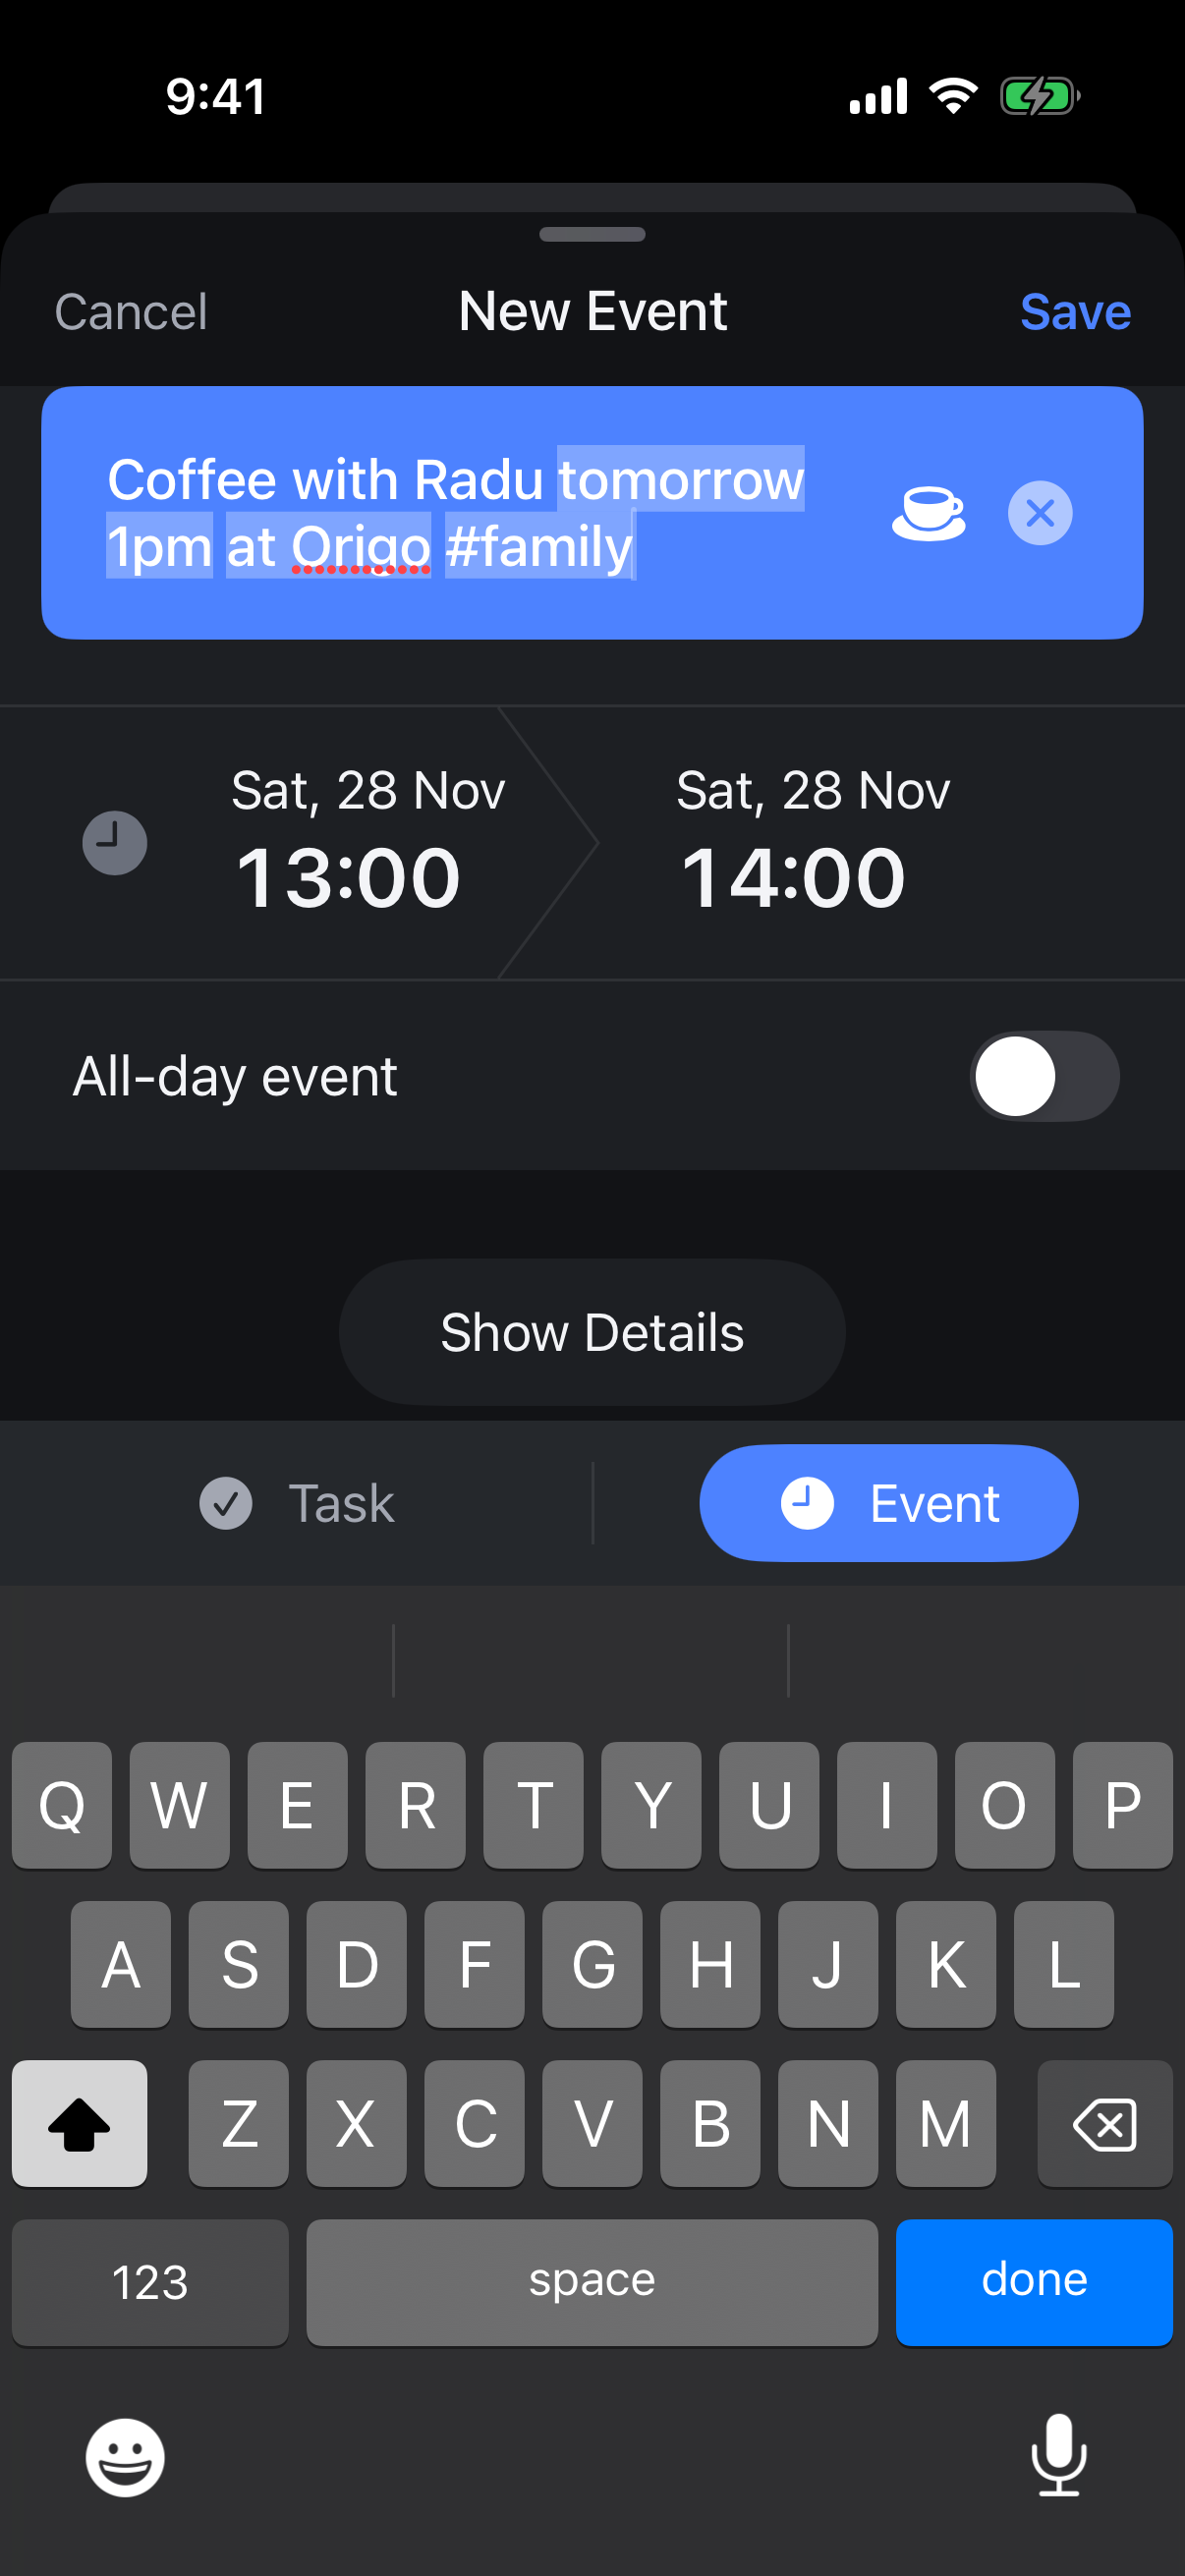 9:41
Cancel New Event Save
Coffee with Radu tomorrow
1pm at Origo #family
Sat, 28 Nov Sat, 28 Nov
13:00 14:00
All-day event
Show Details
Task Event
Q W E R T Y U I O P
A S D F G H J K L
Z X C V B N M
123 space done